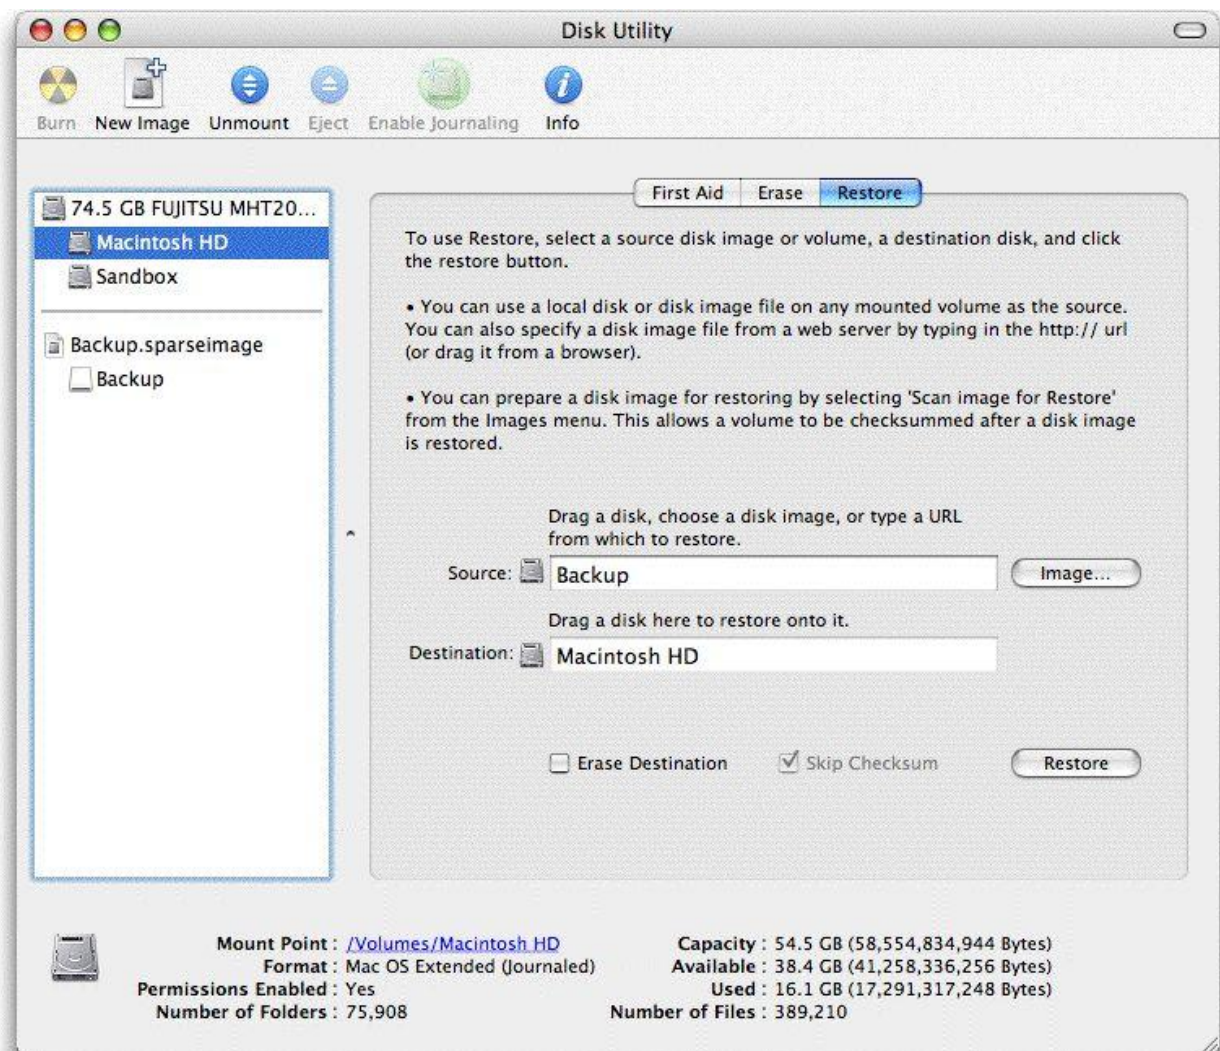 Disk Utility
Burn New Image Unmount Eject Enable Journaling Info
74.5 GB FUJITSU MHT20...
Macintosh HD
Sandbox
Backup.sparseimage
Backup
First Aid Erase Restore
To use Restore, select a source disk image or volume, a destination disk, and click
the restore button.
• You can use a local disk or disk image file on any mounted volume as the source.
You can also specify a disk image file from a web server by typing in the http:// url
(or drag it from a browser).
• You can prepare a disk image for restoring by selecting 'Scan image for Restore'
from the Images menu. This allows a volume to be checksummed after a disk image
is restored.
Drag a disk, choose a disk image, or type a URL
from which to restore.
Source: Backup Image...
Drag a disk here to restore onto it.
Destination: Macintosh HD
Erase Destination Skip Checksum Restore
Mount Point : /Volumes/Macintosh HD Capacity : 54.5 GB (58,554,834,944 Bytes)
Format : Mac OS Extended (Journaled) Available : 38.4 GB (41,258,336,256 Bytes)
Permissions Enabled : Yes Used : 16.1 GB (17,291,317,248 Bytes)
Number of Folders : 75,908 Number of Files : 389,210